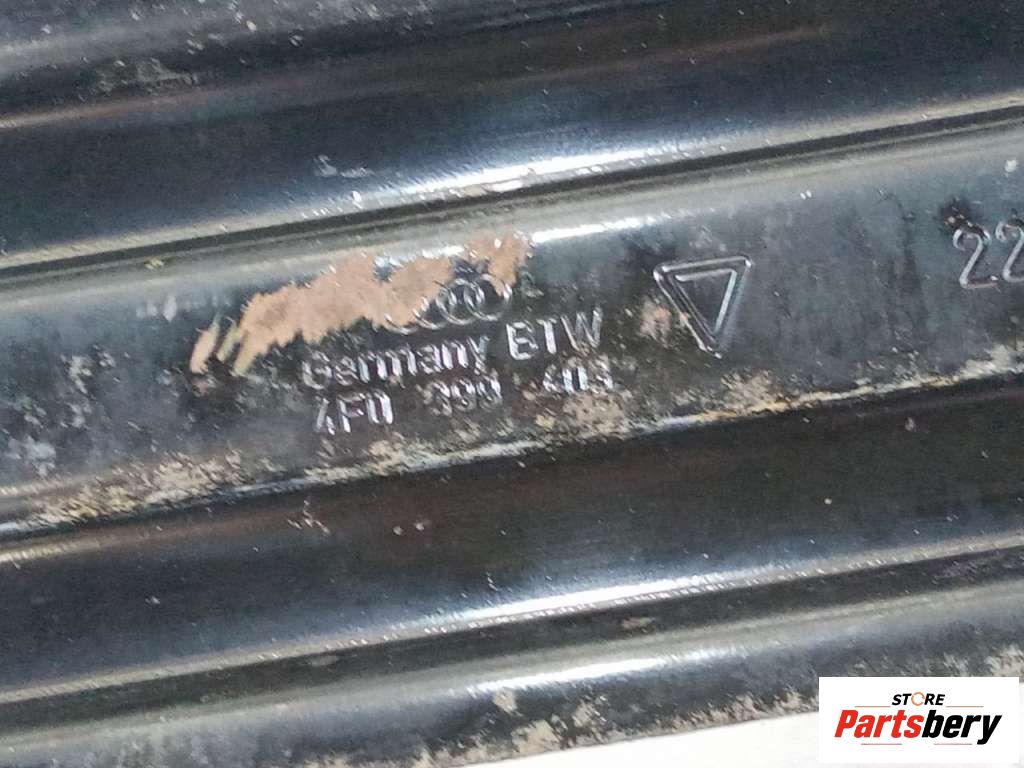 Germany BTW
4F0 399 403
22
STORE
Partsbery